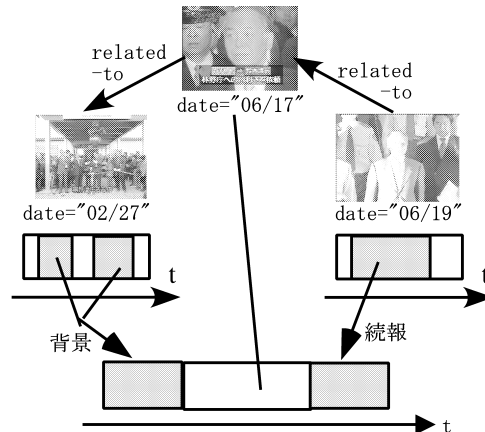 related
-to
related
-to
date="06/17"
date="02/27"
date="06/19"
t
t
背景
続報
t